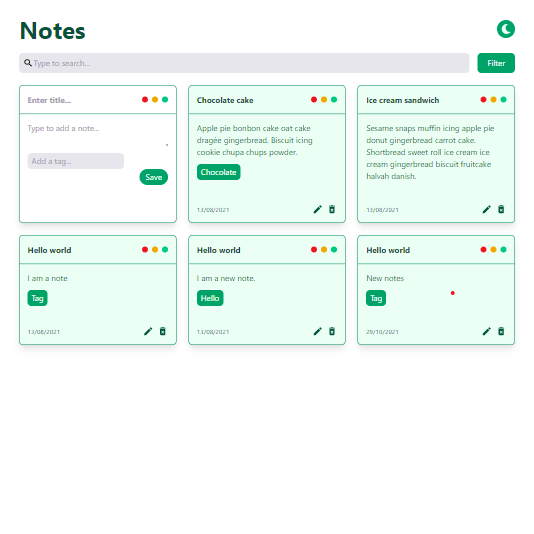 Notes
Type to search...
Filter
Enter title...
Type to add a note...
Add a tag...
Save
Chocolate cake
Apple pie bonbon cake oat cake
dragée gingerbread. Biscuit icing
cookie chupa chups powder.
Chocolate
13/08/2021
Ice cream sandwich
Sesame snaps muffin icing apple pie
donut gingerbread carrot cake.
Shortbread sweet roll ice cream ice
cream gingerbread biscuit fruitcake
halvah danish.
13/08/2021
Hello world
I am a note
Tag
13/08/2021
Hello world
I am a new note.
Hello
13/08/2021
Hello world
New notes
Tag
29/10/2021